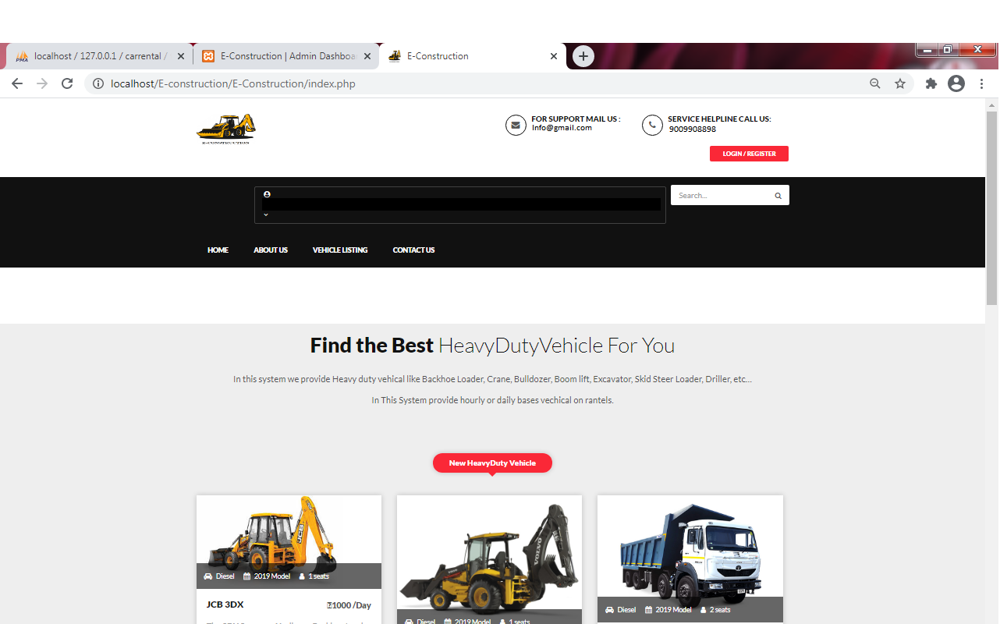 localhost / 127.0.0.1 / carrental /
E-Construction | Admin Dashboa
E-Construction
localhost/E-construction/E-Construction/index.php
E-CONSTRUCTION
FOR SUPPORT MAIL US :
Info@gmail.com
SERVICE HELPLINE CALL US:
9009908898
LOGIN / REGISTER
Search...
HOME ABOUT US VEHICLE LISTING CONTACT US
Find the Best HeavyDutyVehicle For You
In this system we provide Heavy duty vehical like Backhoe Loader, Crane, Bulldozer, Boom lift, Excavator, Skid Steer Loader, Driller, etc...
In This System provide hourly or daily bases vechical on rantels.
New HeavyDuty Vehicle
JCB
VOLVO
Diesel 2019 Model 1 seats
Diesel 2019 Model 1 seats
Diesel 2019 Model 2 seats
JCB 3DX
1000 /Day